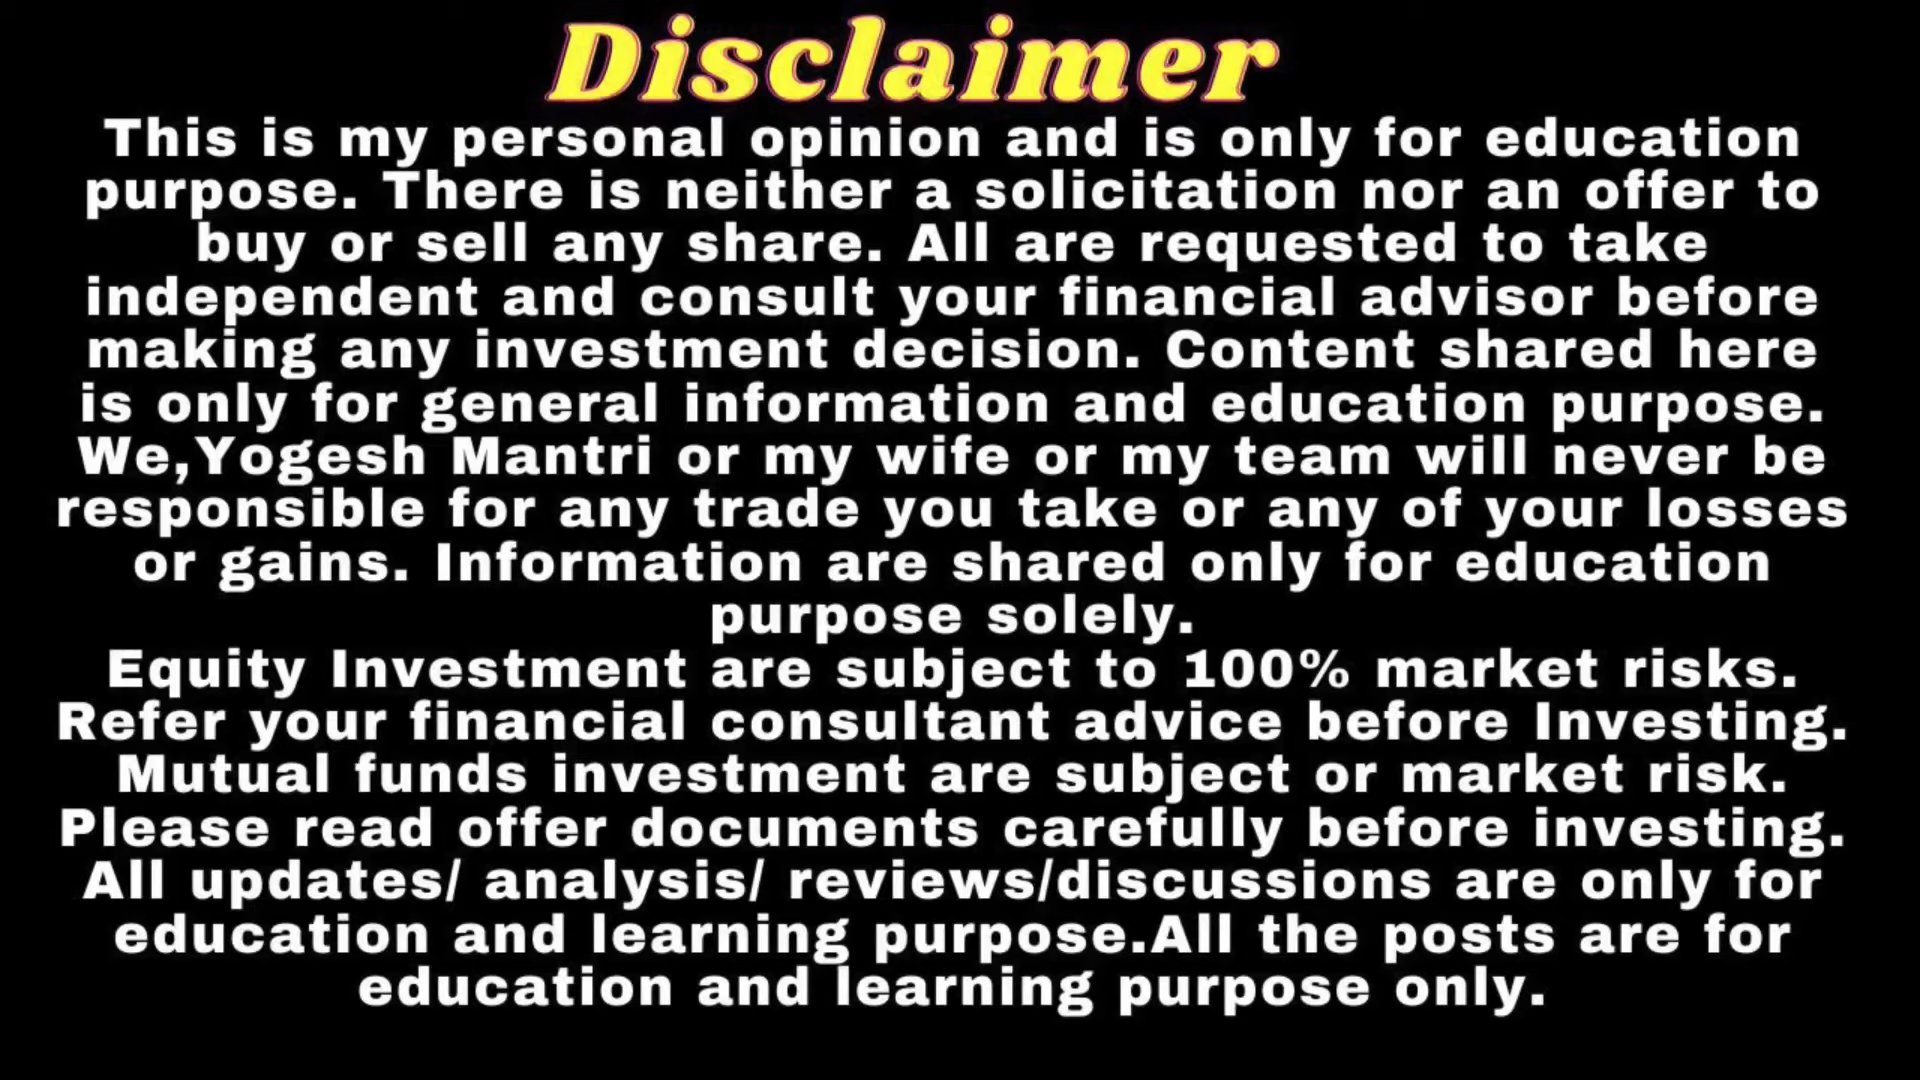 Disclaimer
This is my personal opinion and is only for education
purpose. There is neither a solicitation nor an offer to
buy or sell any share. All are requested to take
independent and consult your financial advisor before
making any investment decision. Content shared here
is only for general information and education purpose.
We,Yogesh Mantri or my wife or my team will never be
responsible for any trade you take or any of your losses
or gains. Information are shared only for education
purpose solely.
Equity Investment are subject to 100% market risks.
Refer your financial consultant advice before Investing.
Mutual funds investment are subject or market risk.
Please read offer documents carefully before investing.
All updates/ analysis/ reviews/discussions are only for
education and learning purpose.All the posts are for
education and learning purpose only.